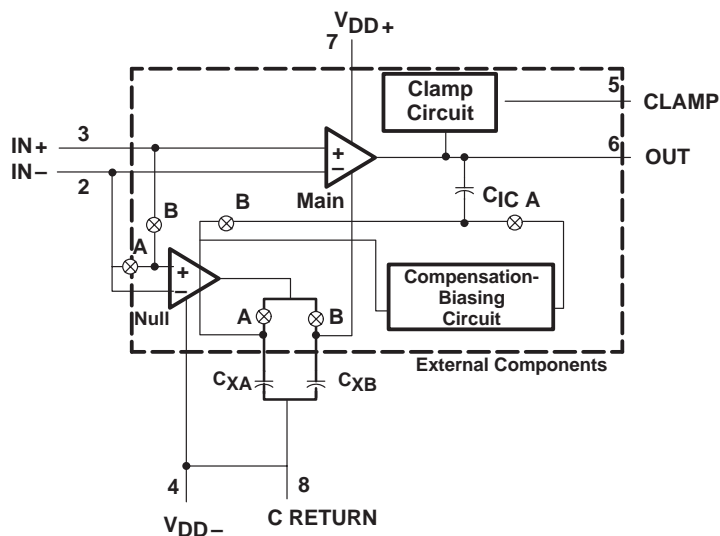 VDD+
7
Clamp
Circuit
5
CLAMP
IN+
3
6
OUT
IN−
2
+
−
Main
CIC
A
B
B
A
+
−
Null
Compensation-
Biasing
Circuit
A
B
External Components
CXA
CXB
4
8
VDD−
C RETURN